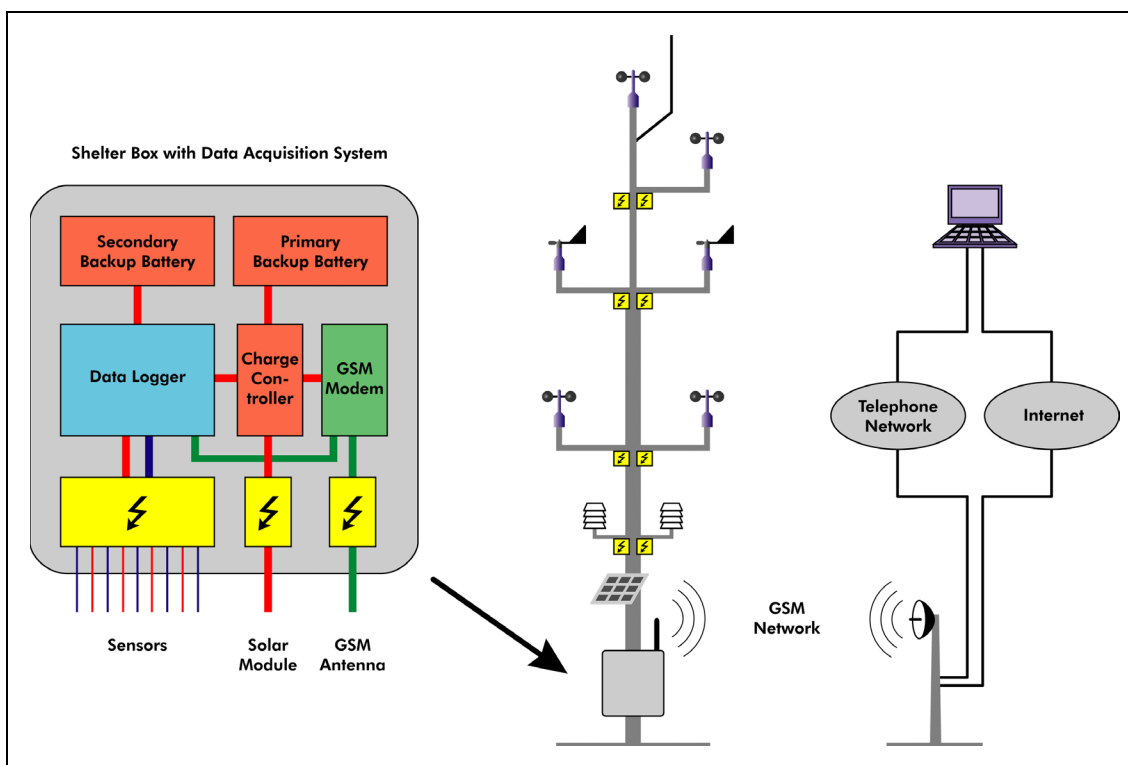 Shelter Box with Data Acquisition System
Secondary
Backup Battery
Primary
Backup Battery
Data Logger
Charge
Con-
troller
GSM
Modem
Sensors
Solar
Module
GSM
Antenna
GSM
Network
Telephone
Network
Internet